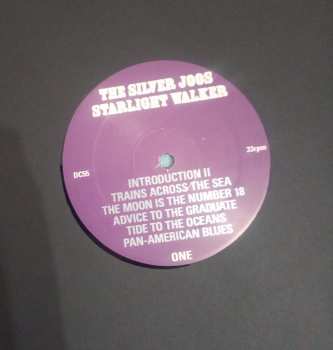 THE SILVER JOOS
STARLIGHT WALKER
DC55
33rpm
INTRODUCTION II
TRAINS ACROSS THE SEA
THE MOON IS THE NUMBER 18
ADVICE TO THE GRADUATE
TIDE TO THE OCEANS
PAN-AMERICAN BLUES
ONE